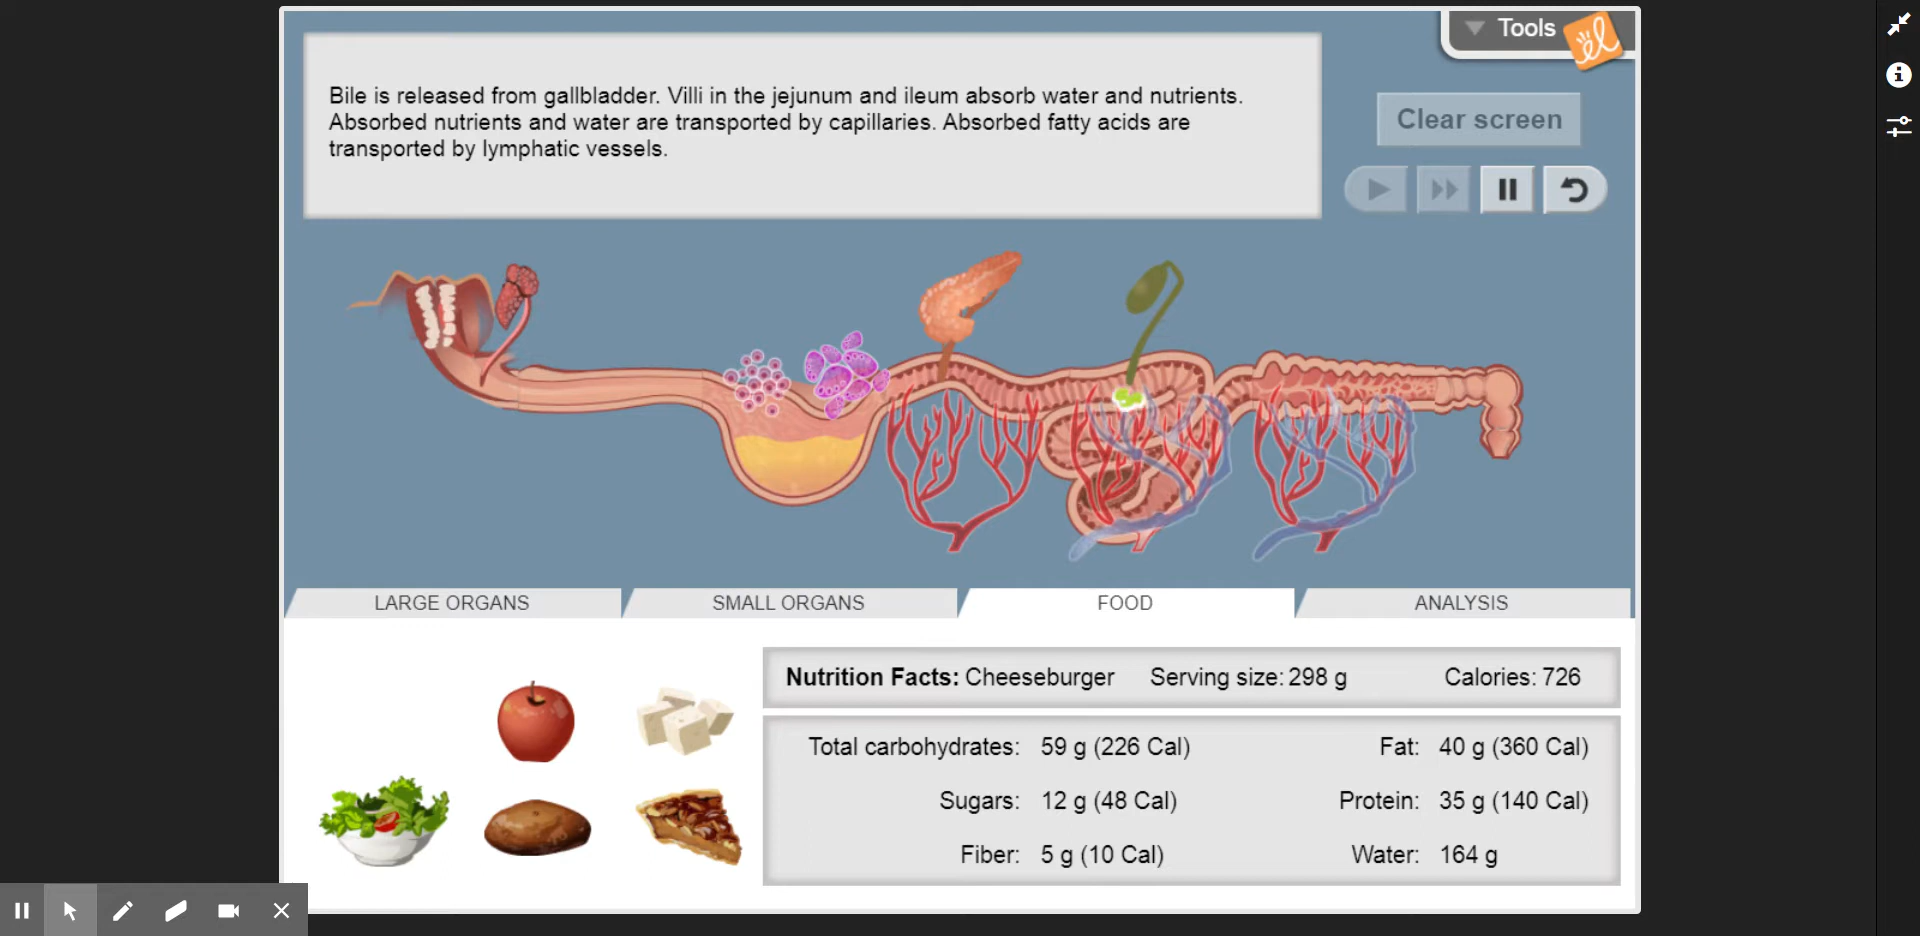 Tools
Bile is released from gallbladder. Villi in the jejunum and ileum absorb water and nutrients.
Absorbed nutrients and water are transported by capillaries. Absorbed fatty acids are
transported by lymphatic vessels.
Clear screen
LARGE ORGANS
SMALL ORGANS
FOOD
ANALYSIS
Nutrition Facts: Cheeseburger Serving size: 298 g Calories: 726
Total carbohydrates: 59 g (226 Cal) Fat: 40 g (360 Cal)
Sugars: 12 g (48 Cal) Protein: 35 g (140 Cal)
Fiber: 5 g (10 Cal) Water: 164 g